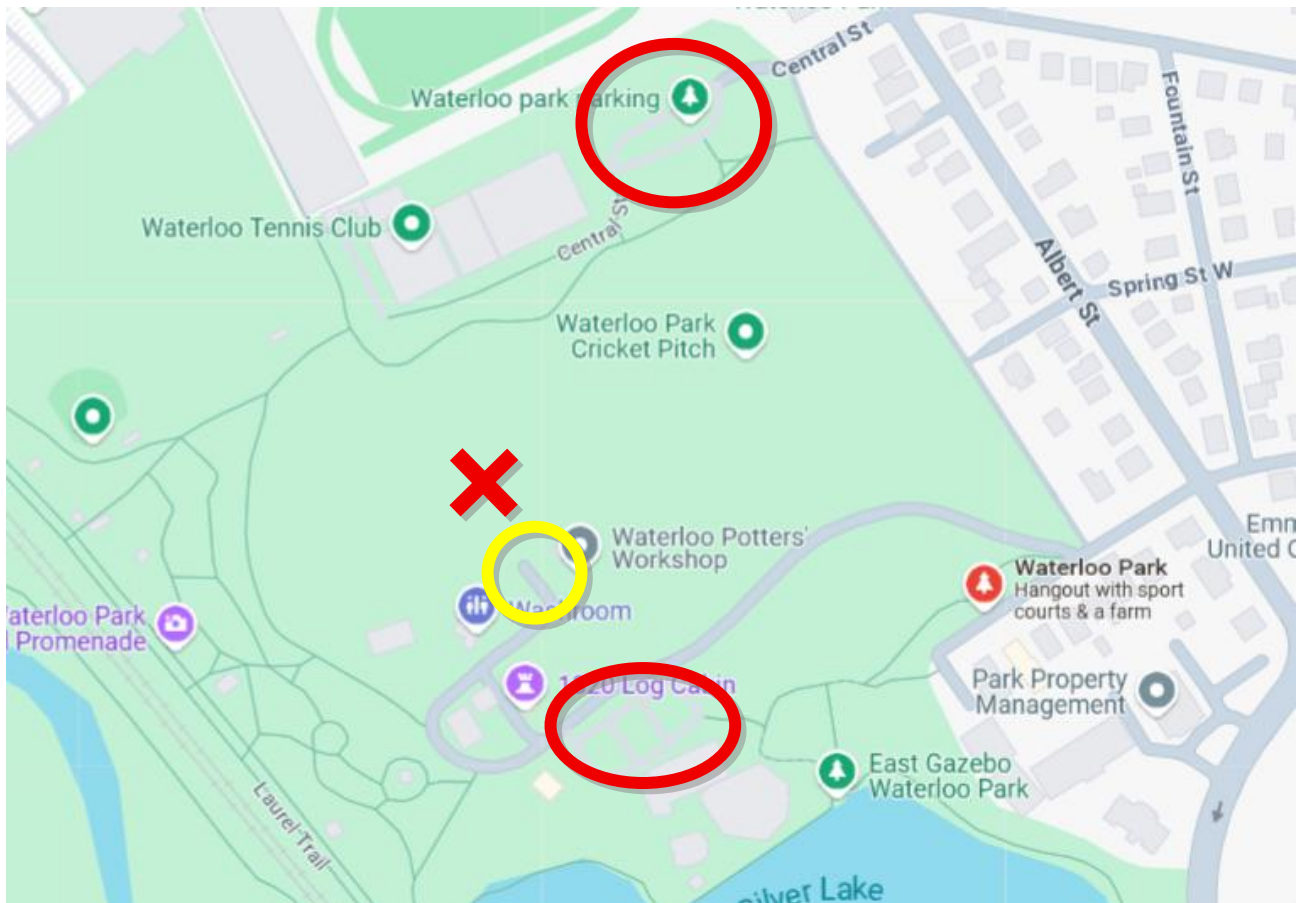 Central St
Waterloo park parking
Fountain St
Waterloo Tennis Club
Central St
Albert St
Spring St W
Waterloo Park
Cricket Pitch
Waterloo Potters'
Workshop
United
Waterloo Park
Hangout with sport
courts & a farm
Washroom
Park
Promenade
1820 Log Cabin
Park Property
Management
East Gazebo
Waterloo Park
Laurel Trail
Silver Lake